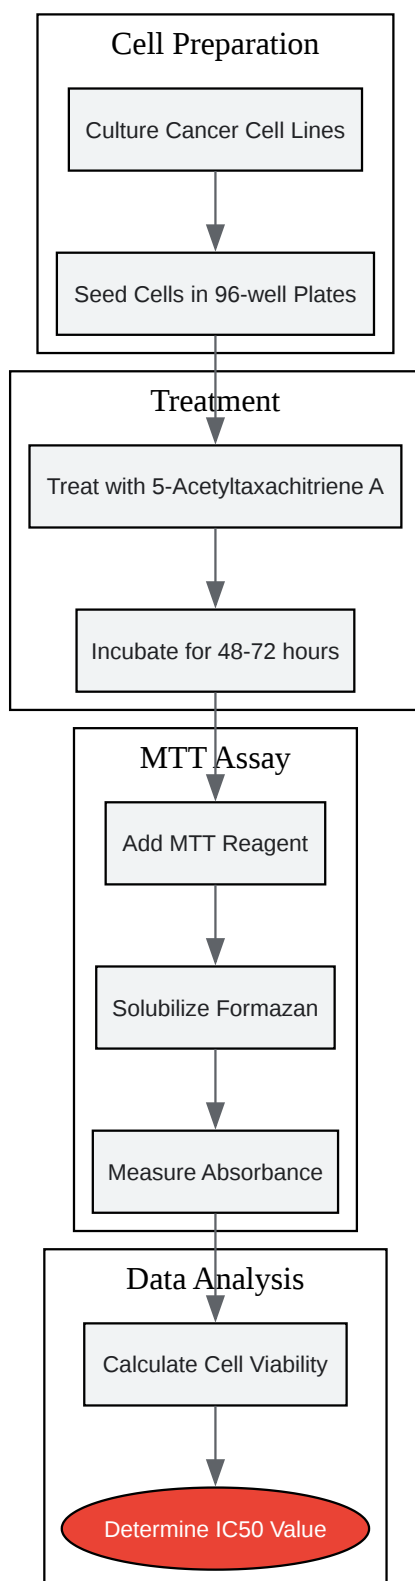 Cell Preparation
Culture Cancer Cell Lines
Seed Cells in 96-well Plates
Treatment
Treat with 5-Acetyltaxachitriene A
Incubate for 48-72 hours
MTT Assay
Add MTT Reagent
Solubilize Formazan
Measure Absorbance
Data Analysis
Calculate Cell Viability
Determine IC50 Value